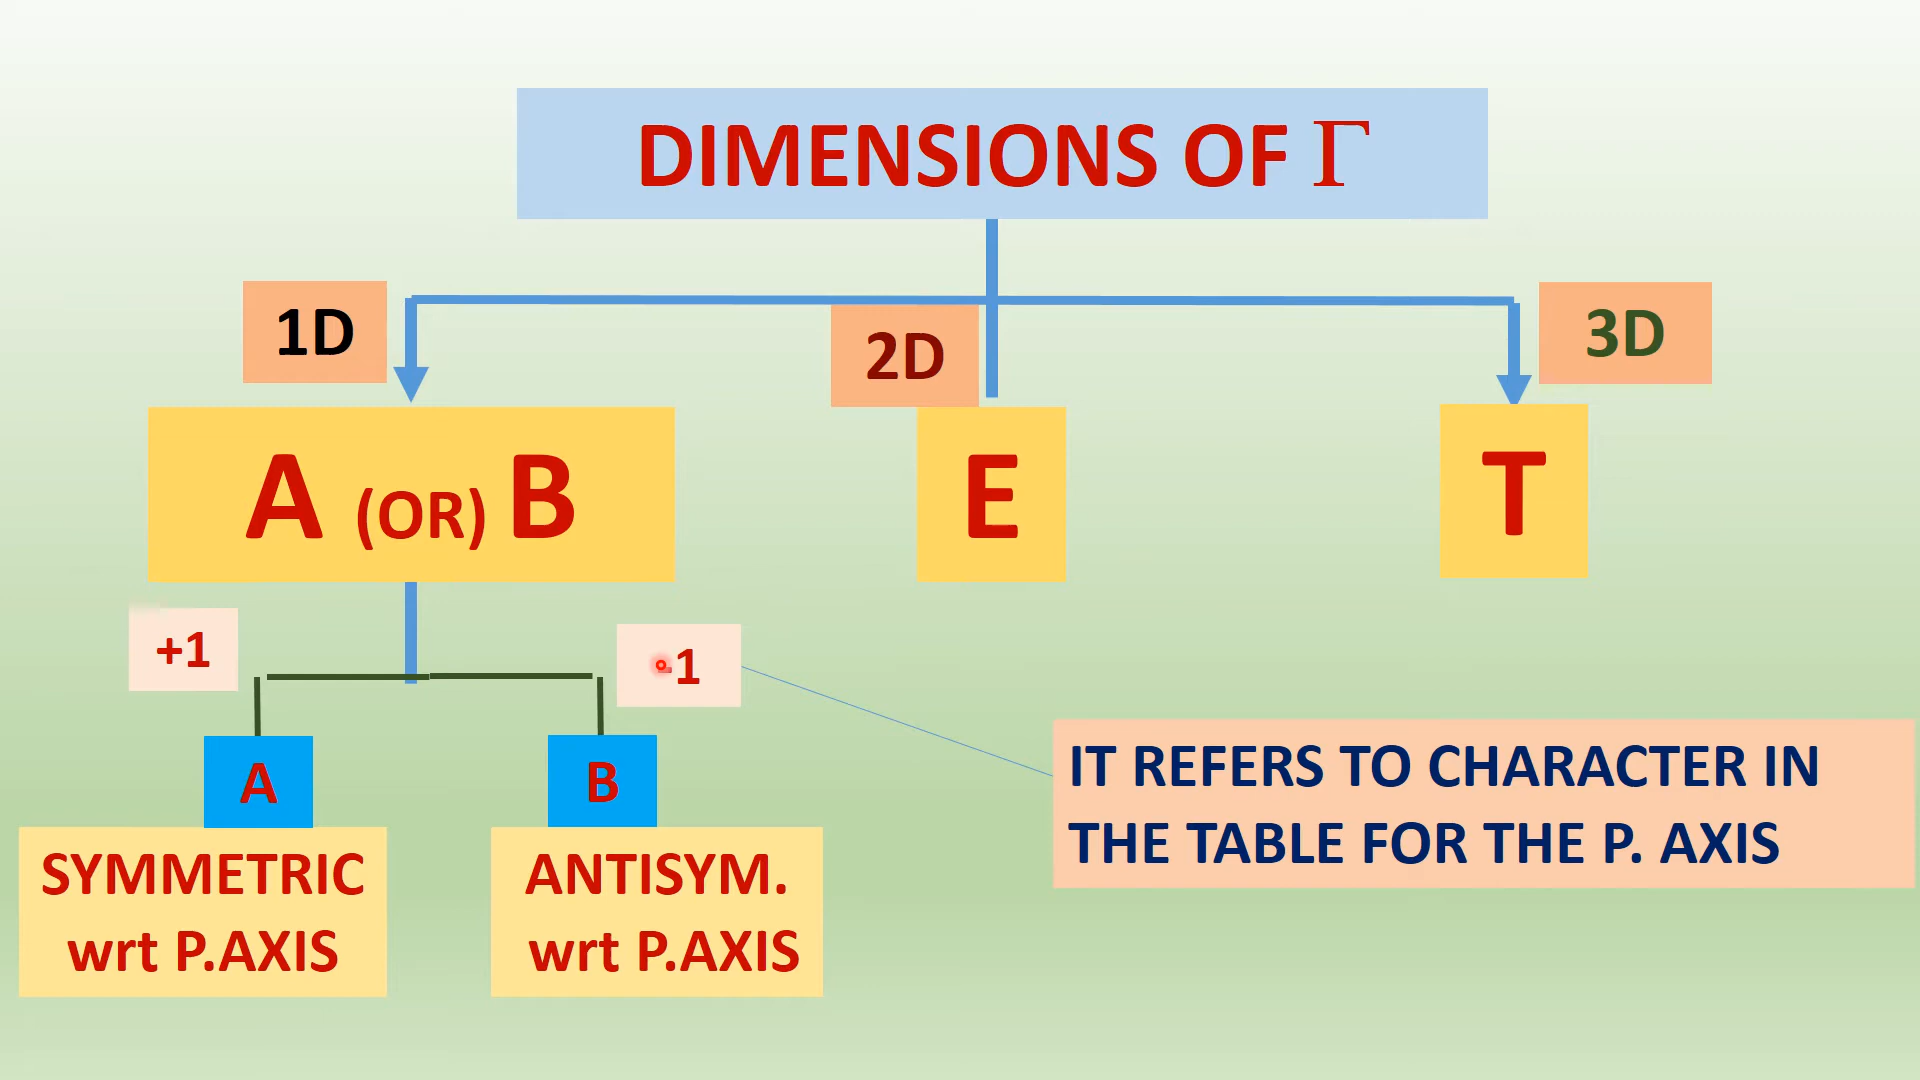 DIMENSIONS OF Γ
1D
2D
3D
A (OR) B
E
T
+1
-1
A
B
SYMMETRIC
wrt P.AXIS
ANTISYM.
wrt P.AXIS
IT REFERS TO CHARACTER IN
THE TABLE FOR THE P. AXIS